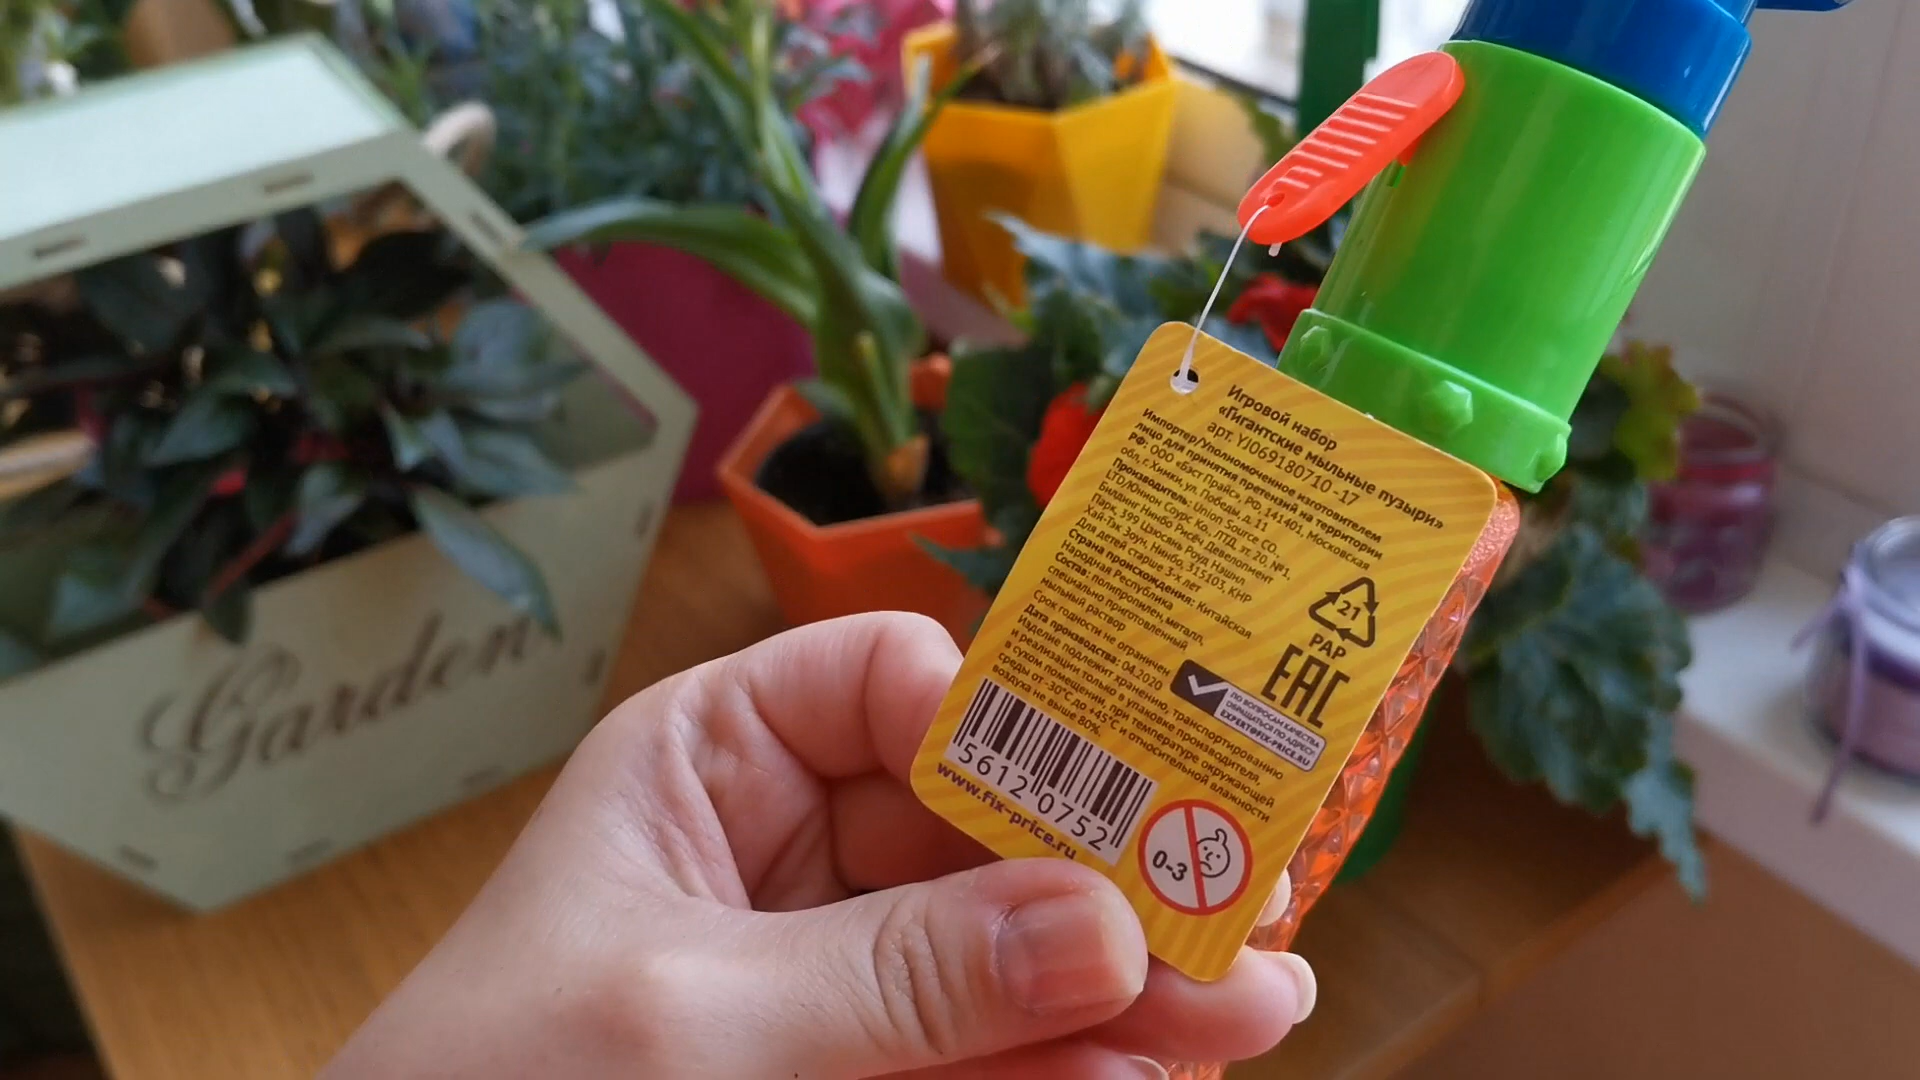 Garden
Игровой набор
«Гигантские мыльные пузыри»
арт. YJ069180710 -17
Импортер/Уполномоченное изготовителем
лицо для принятия претензий на территории
РФ: ООО «Бэст Прайс», РФ, 141401, Московская
обл, г. Химки, ул. Победы, д. 11
Производитель: Union Source CO.,
LTD/Юнион Соурс Ко., ЛТД, эт. 20, №1,
Билдинг Нинбо Рисёч Девелопмент
Парк, 399 Цзюсянь Роуд Нэшнл
Хай-Тэк Зоун, Нинбо, 315103, КНР
Для детей старше 3-х лет
Страна происхождения: Китайская
Народная Республика
Состав: полипропилен, металл,
специально приготовленный
мыльный раствор
Срок годности не ограничен
Дата производства: 04.2020
Изделие подлежит хранению, транспортированию
и реализации только в упаковке производителя,
в сухом помещении, при температуре окружающей
среды от -30°С до +45°С и относительной влажности
воздуха не выше 80%.
21
PAP
EAC
ПО ВОПРОСАМ КАЧЕСТВА
ОБРАЩАТЬСЯ ПО АДРЕСУ:
EXPERT@FIX-PRICE.RU
5612 0752
www.fix-price.ru
0-3